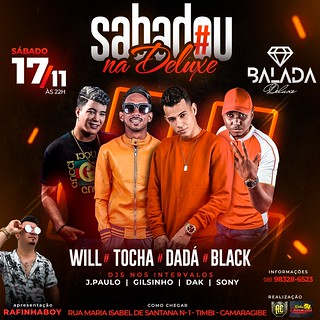 sabadou
#
na Deluxe
SÁBADO
17/11
ÀS 22H
BALADA
Deluxe
WILL # TOCHA # DADÁ # BLACK
DJS NOS INTERVALOS
J.PAULO | GILSINHO | DAK | SONY
INFORMAÇÕES
98328-6523
apresentação
RAFINHABOY
COMO CHEGAR
RUA MARIA ISABEL DE SANTANA N-1 - TIMBI - CAMARAGIBE
REALIZAÇÃO